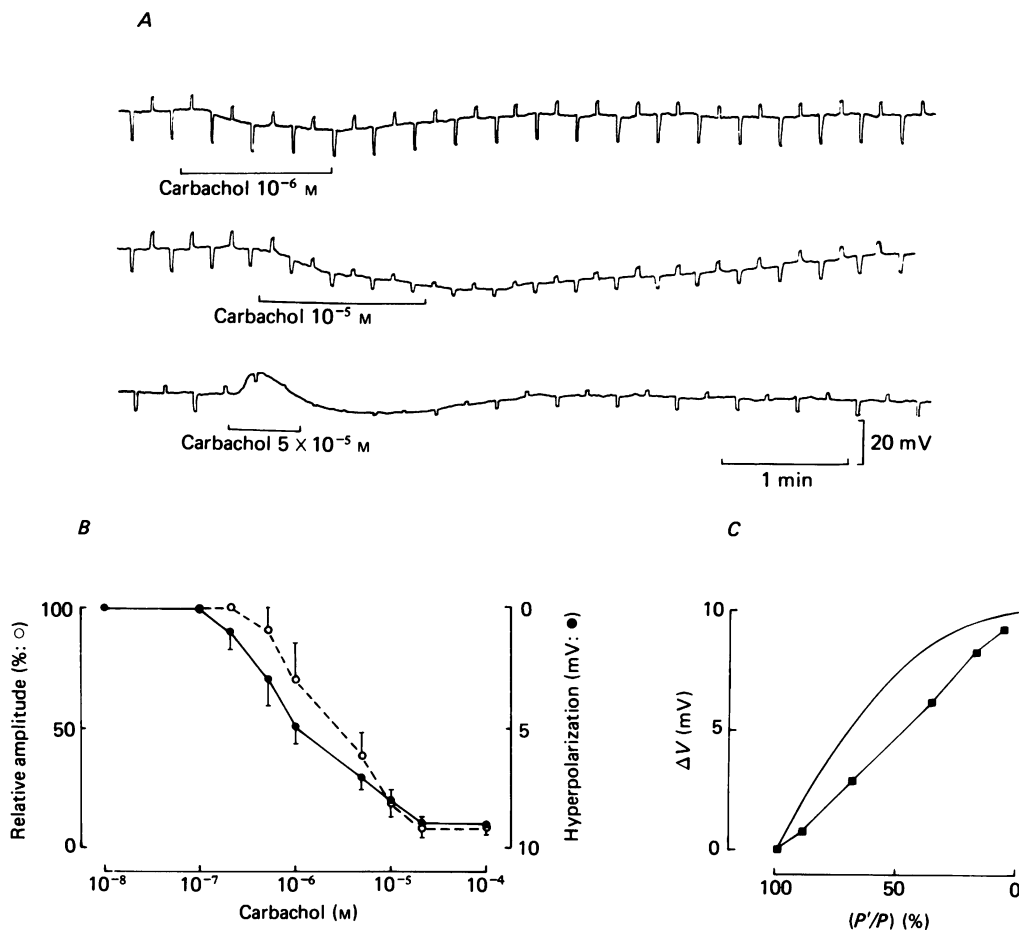 A
Carbachol 10⁻⁶ M
Carbachol 10⁻⁵ M
Carbachol 5 × 10⁻⁵ M
20 mV
1 min
B
Relative amplitude (%: ○)
100
50
0
Hyperpolarization (mV: ●)
0
5
10
10⁻⁸ 10⁻⁷ 10⁻⁶ 10⁻⁵ 10⁻⁴
Carbachol (M)
C
ΔV (mV)
10
5
0
100 50 0
(P′/P) (%)